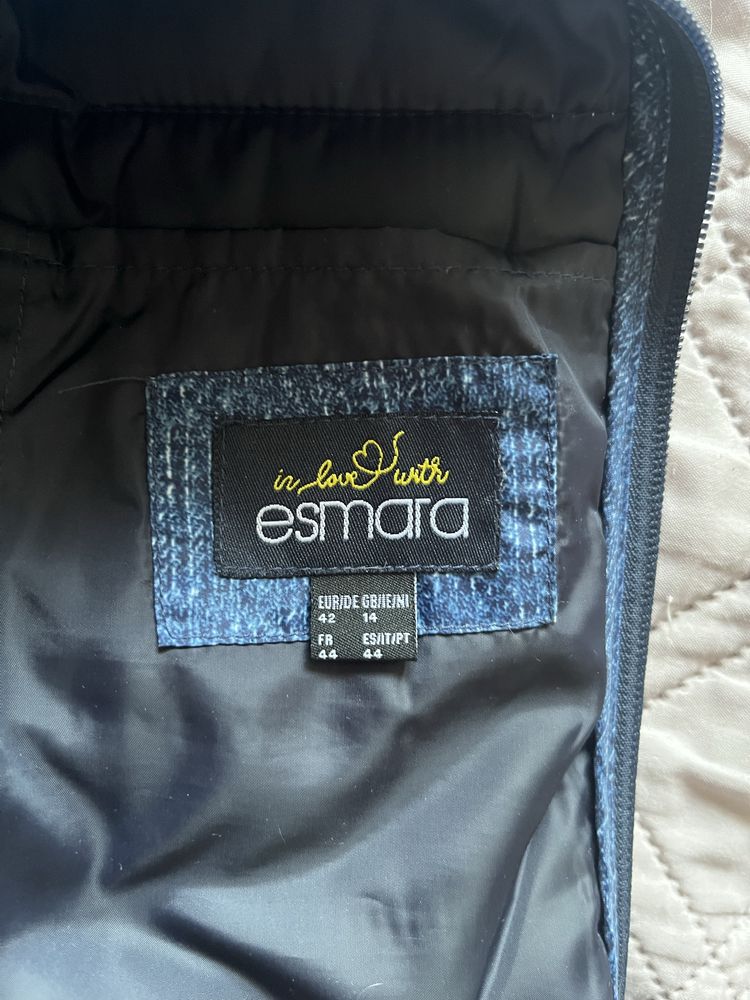 in love with
esmara
EUR/DE GB/IE/NI
42 14
FR ES/IT/PT
44 44